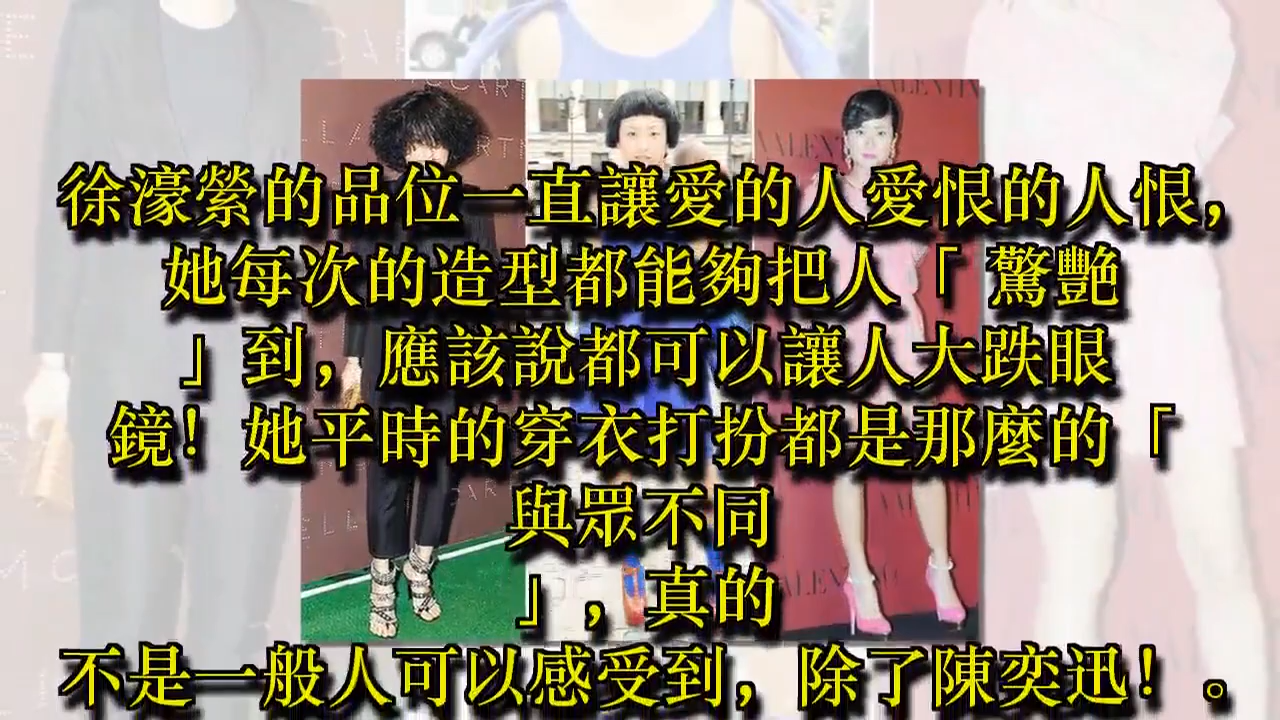 徐濠縈的品位一直讓愛的人愛恨的人恨，
她每次的造型都能夠把人「 驚艷
」到，應該說都可以讓人大跌眼
鏡！她平時的穿衣打扮都是那麼的「
與眾不同
」，真的
不是一般人可以感受到，除了陳奕迅！。
VALENTIN
VALENTIN